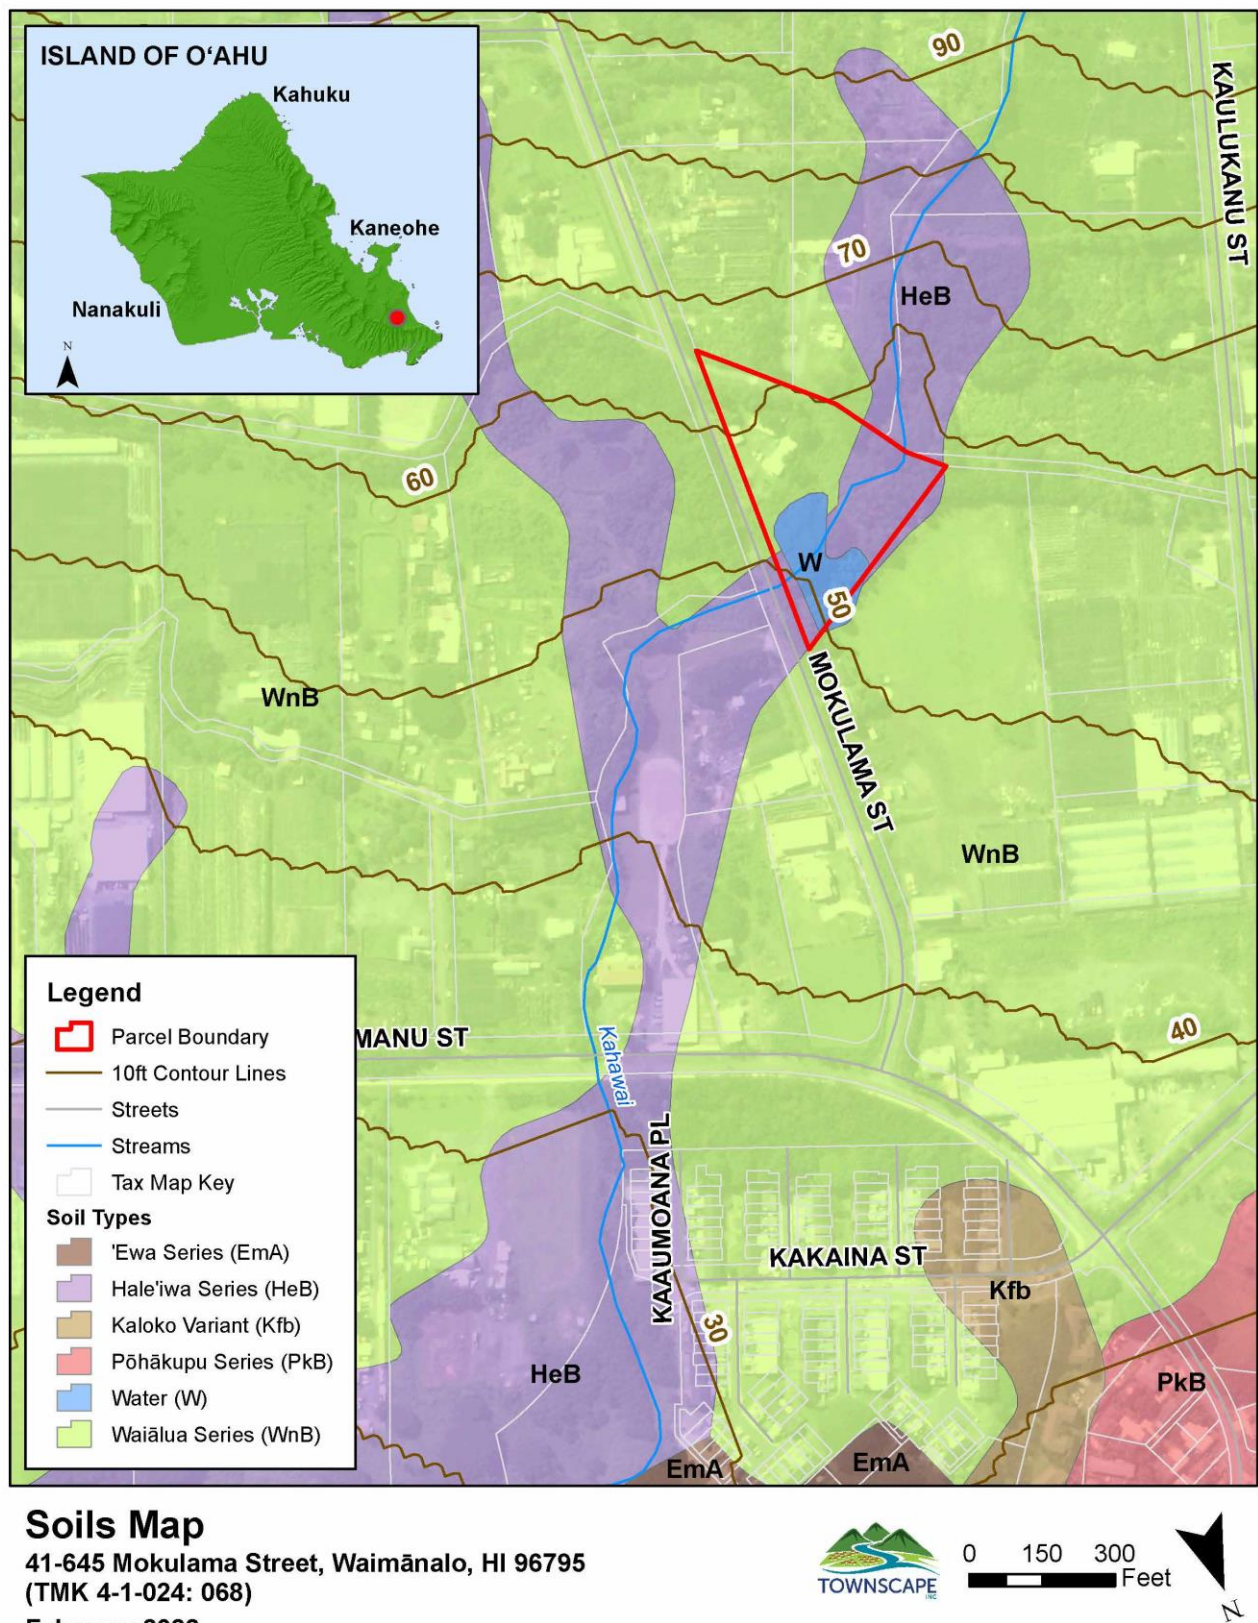 ISLAND OF O‘AHU
Kahuku
Kaneohe
Nanakuli
N
90
KAULUKANU ST
70
HeB
60
W
50
WnB
MOKULAMA ST
WnB
Legend
Parcel Boundary
10ft Contour Lines
Streets
Streams
Tax Map Key
Soil Types
'Ewa Series (EmA)
Hale'iwa Series (HeB)
Kaloko Variant (Kfb)
Pōhākupu Series (PkB)
Water (W)
Waiālua Series (WnB)
MANU ST
Kahawai
40
KAAUMOANA PL
KAKAINA ST
Kfb
30
HeB
PkB
EmA
EmA
Soils Map
41-645 Mokulama Street, Waimānalo, HI 96795
(TMK 4-1-024: 068)
TOWNSCAPE
INC
0 150 300
Feet
N